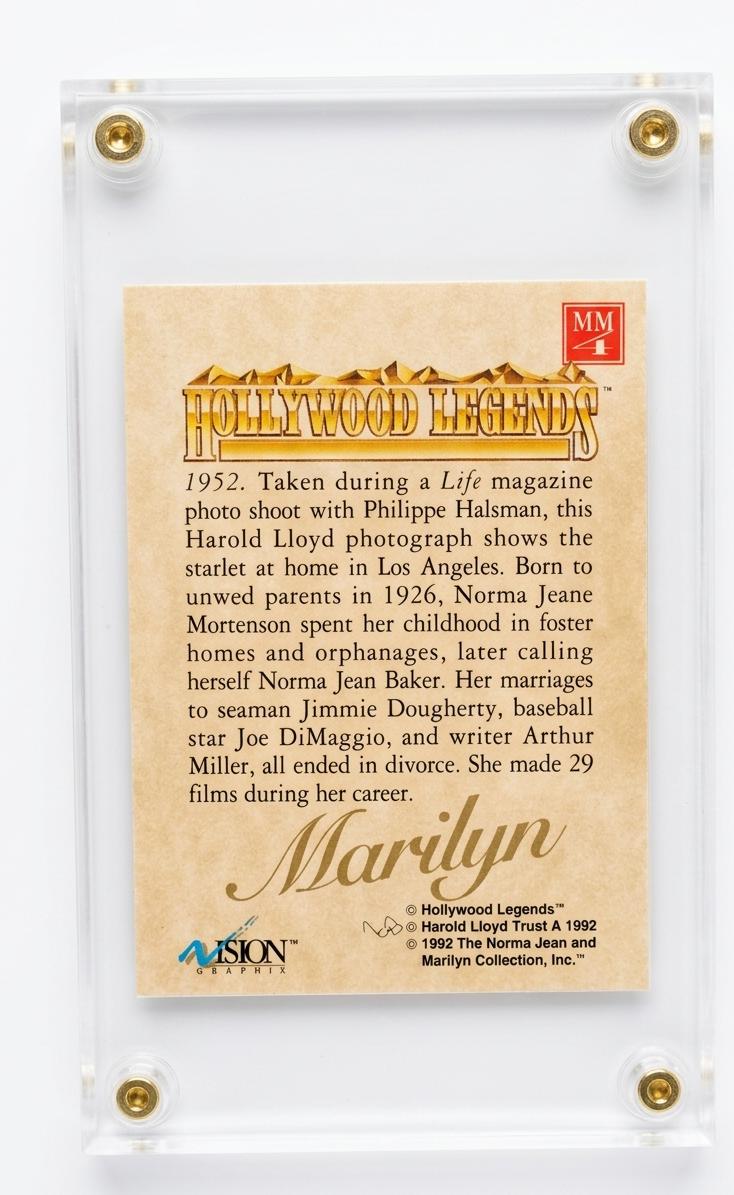 MM
4
HOLLYWOOD LEGENDS™
1952. Taken during a Life magazine
photo shoot with Philippe Halsman, this
Harold Lloyd photograph shows the
starlet at home in Los Angeles. Born to
unwed parents in 1926, Norma Jeane
Mortenson spent her childhood in foster
homes and orphanages, later calling
herself Norma Jean Baker. Her marriages
to seaman Jimmie Dougherty, baseball
star Joe DiMaggio, and writer Arthur
Miller, all ended in divorce. She made 29
films during her career.
Marilyn
© Hollywood Legends™
© Harold Lloyd Trust A 1992
© 1992 The Norma Jean and
Marilyn Collection, Inc.™
VISION™
GRAPHIX